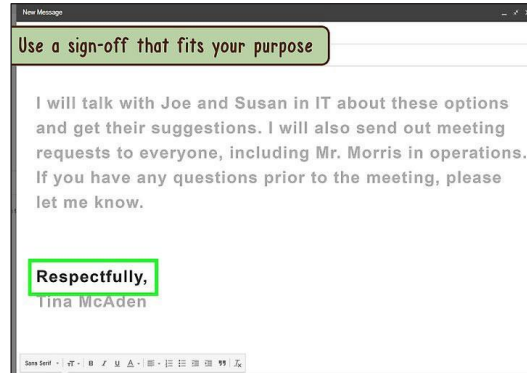 New Message
Use a sign-off that fits your purpose
I will talk with Joe and Susan in IT about these options
and get their suggestions. I will also send out meeting
requests to everyone, including Mr. Morris in operations.
If you have any questions prior to the meeting, please
let me know.
Respectfully,
Tina McAden
Sans Serif